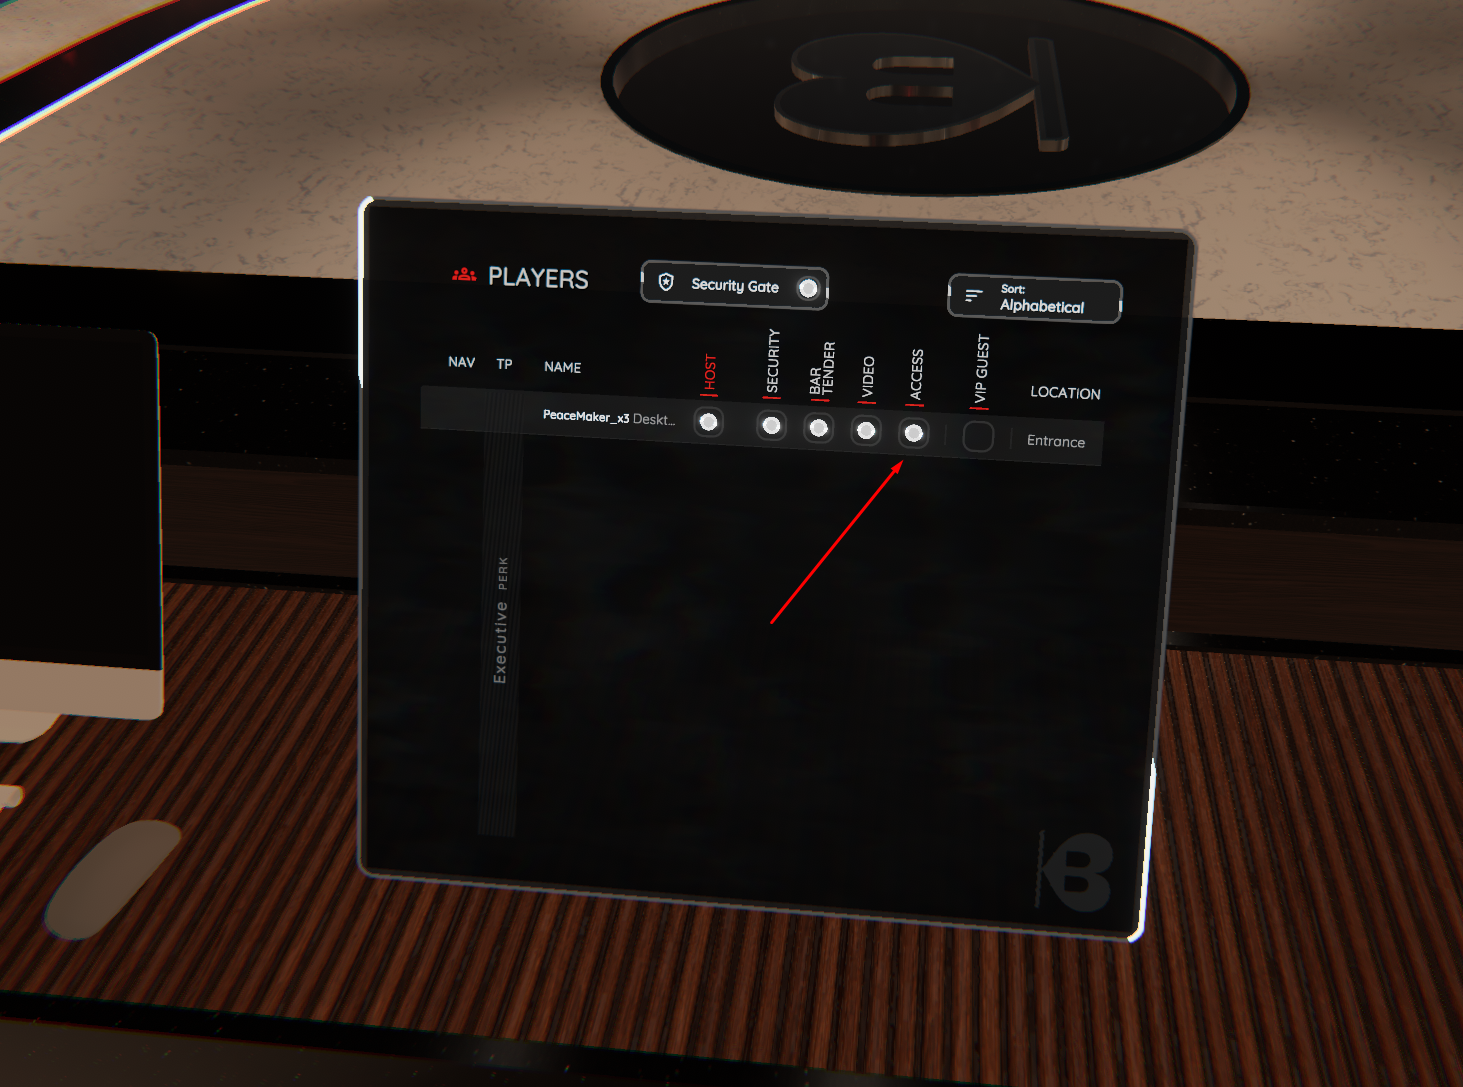 PLAYERS
Security Gate
Sort:
Alphabetical
NAV TP NAME HOST SECURITY BAR TENDER VIDEO ACCESS VIP GUEST LOCATION
PeaceMaker_x3 Deskt... Entrance
Executive PERK